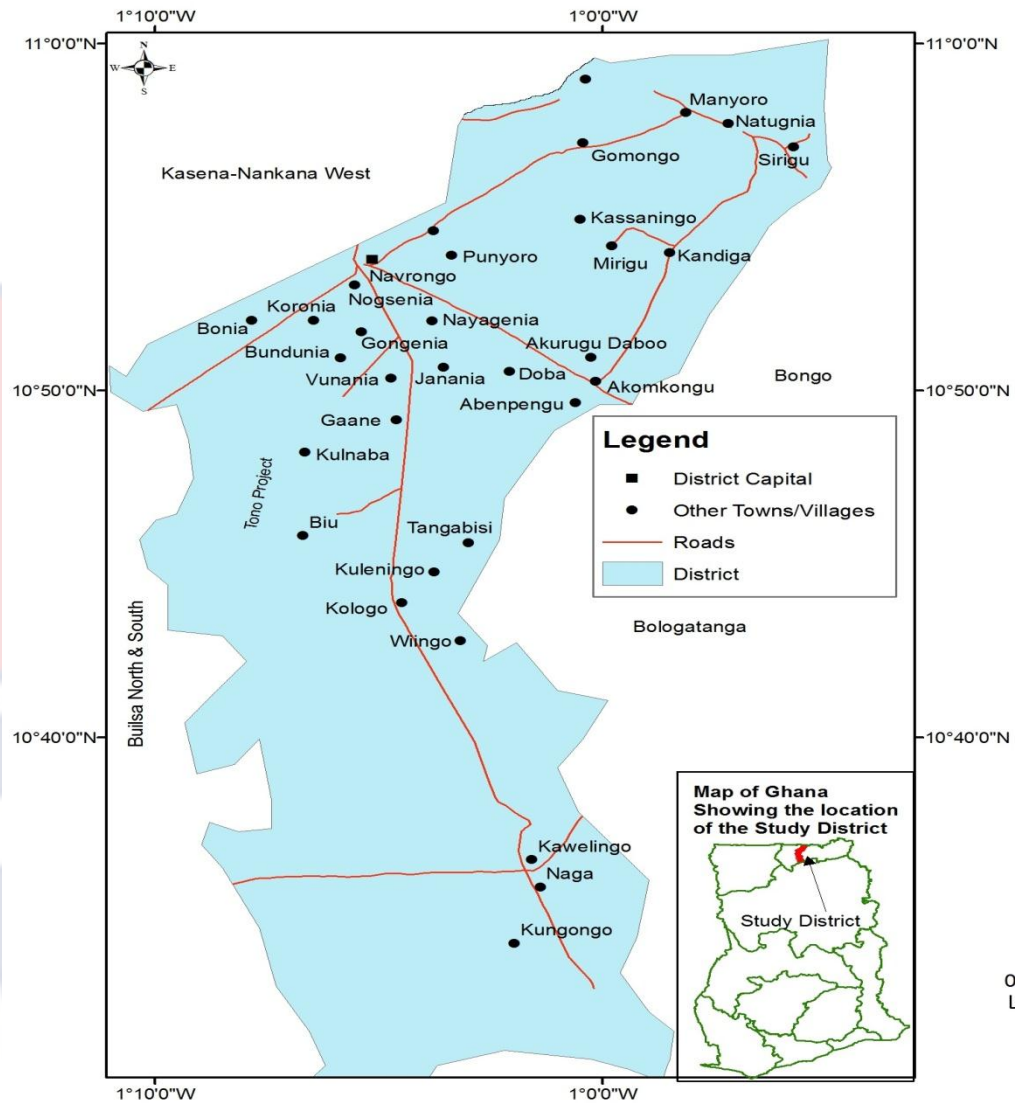 1°10'0"W
1°0'0"W
11°0'0"N
11°0'0"N
N
W
E
S
Manyoro
Natugnia
Gomongo
Sirigu
Kasena-Nankana West
Kassaningo
Mirigu
Kandiga
Punyoro
Navrongo
Nogsenia
Koronia
Bonia
Nayagenia
Gongenia
Akurugu Daboo
Bundunia
Vunania
Janania
Doba
Akomkongu
Bongo
10°50'0"N
10°50'0"N
Abenpengu
Gaane
Legend
District Capital
Other Towns/Villages
Roads
District
Kulnaba
Tono Project
Biu
Tangabisi
Kuleningo
Kologo
Wiingo
Bologatanga
Builsa North & South
10°40'0"N
10°40'0"N
Map of Ghana
Showing the location
of the Study District
Study District
Kawelingo
Naga
Kungongo
O
L
1°10'0"W
1°0'0"W